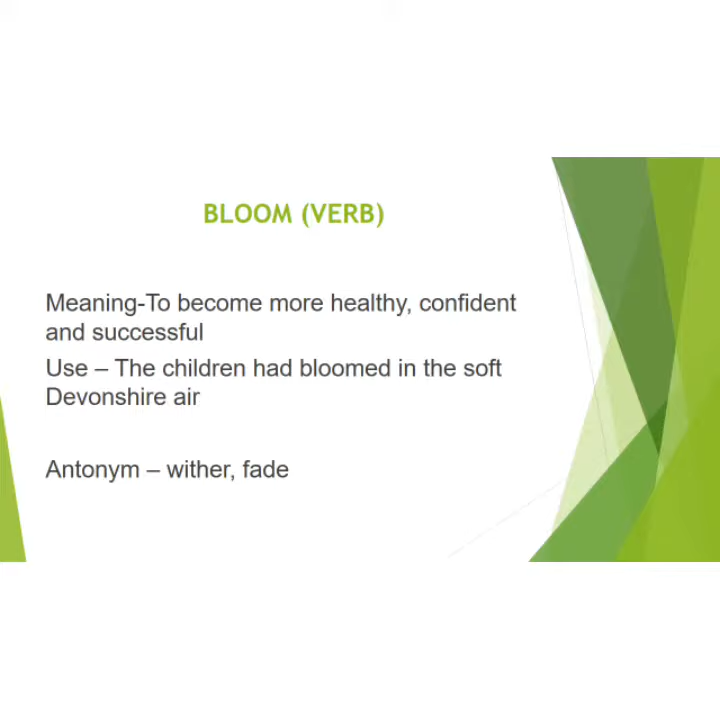 BLOOM (VERB)
Meaning-To become more healthy, confident
and successful
Use – The children had bloomed in the soft
Devonshire air
Antonym – wither, fade